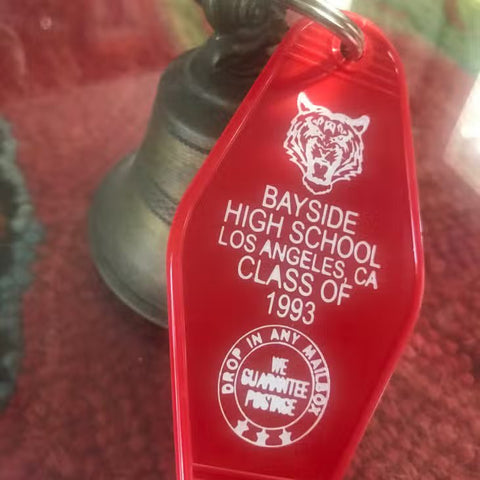 BAYSIDE
HIGH SCHOOL
LOS ANGELES, CA
CLASS OF
1993
DROP IN ANY MAILBOX
WE
GUARANTEE
POSTAGE